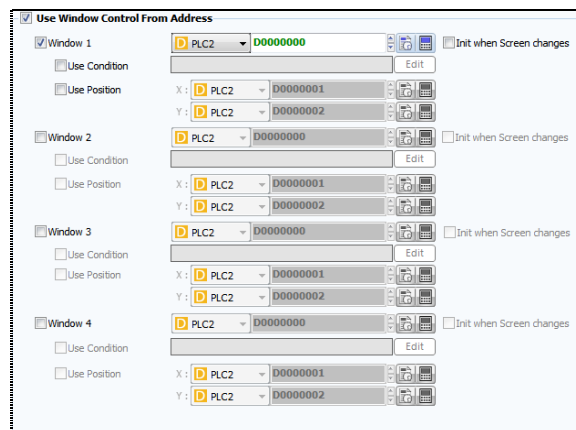 Use Window Control From Address
Window 1 D PLC2 D0000000 Init when Screen changes
Use Condition Edit
Use Position X : D PLC2 D0000001
Y : D PLC2 D0000002
Window 2 D PLC2 D0000000 Init when Screen changes
Use Condition Edit
Use Position X : D PLC2 D0000001
Y : D PLC2 D0000002
Window 3 D PLC2 D0000000 Init when Screen changes
Use Condition Edit
Use Position X : D PLC2 D0000001
Y : D PLC2 D0000002
Window 4 D PLC2 D0000000 Init when Screen changes
Use Condition Edit
Use Position X : D PLC2 D0000001
Y : D PLC2 D0000002